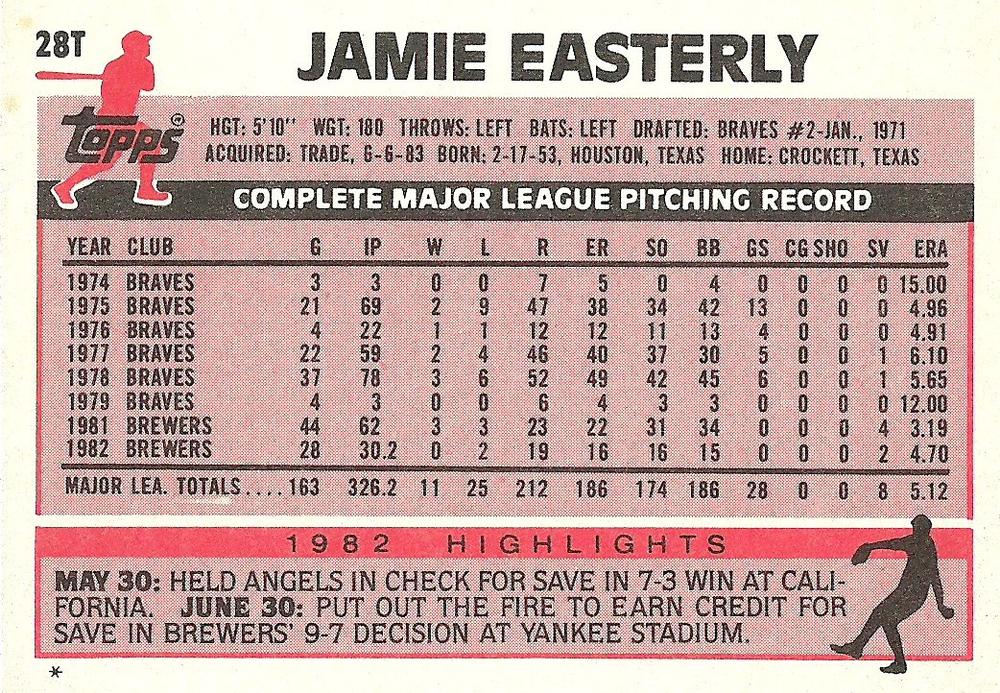 28T
JAMIE EASTERLY
Topps®
HGT: 5'10" WGT: 180 THROWS: LEFT BATS: LEFT DRAFTED: BRAVES #2-JAN., 1971
ACQUIRED: TRADE, 6-6-83 BORN: 2-17-53, HOUSTON, TEXAS HOME: CROCKETT, TEXAS
COMPLETE MAJOR LEAGUE PITCHING RECORD
YEAR CLUB G IP W L R ER SO BB GS CG SHO SV ERA
1974 BRAVES 3 3 0 0 7 5 0 4 0 0 0 0 15.00
1975 BRAVES 21 69 2 9 47 38 34 42 13 0 0 0 4.96
1976 BRAVES 4 22 1 1 12 12 11 13 4 0 0 0 4.91
1977 BRAVES 22 59 2 4 46 40 37 30 5 0 0 1 6.10
1978 BRAVES 37 78 3 6 52 49 42 45 6 0 0 1 5.65
1979 BRAVES 4 3 0 0 6 4 3 3 0 0 0 0 12.00
1981 BREWERS 44 62 3 3 23 22 31 34 0 0 0 4 3.19
1982 BREWERS 28 30.2 0 2 19 16 16 15 0 0 0 2 4.70
MAJOR LEA. TOTALS.... 163 326.2 11 25 212 186 174 186 28 0 0 8 5.12
1982 HIGHLIGHTS
MAY 30: HELD ANGELS IN CHECK FOR SAVE IN 7-3 WIN AT CALI-
FORNIA. JUNE 30: PUT OUT THE FIRE TO EARN CREDIT FOR
SAVE IN BREWERS' 9-7 DECISION AT YANKEE STADIUM.
*